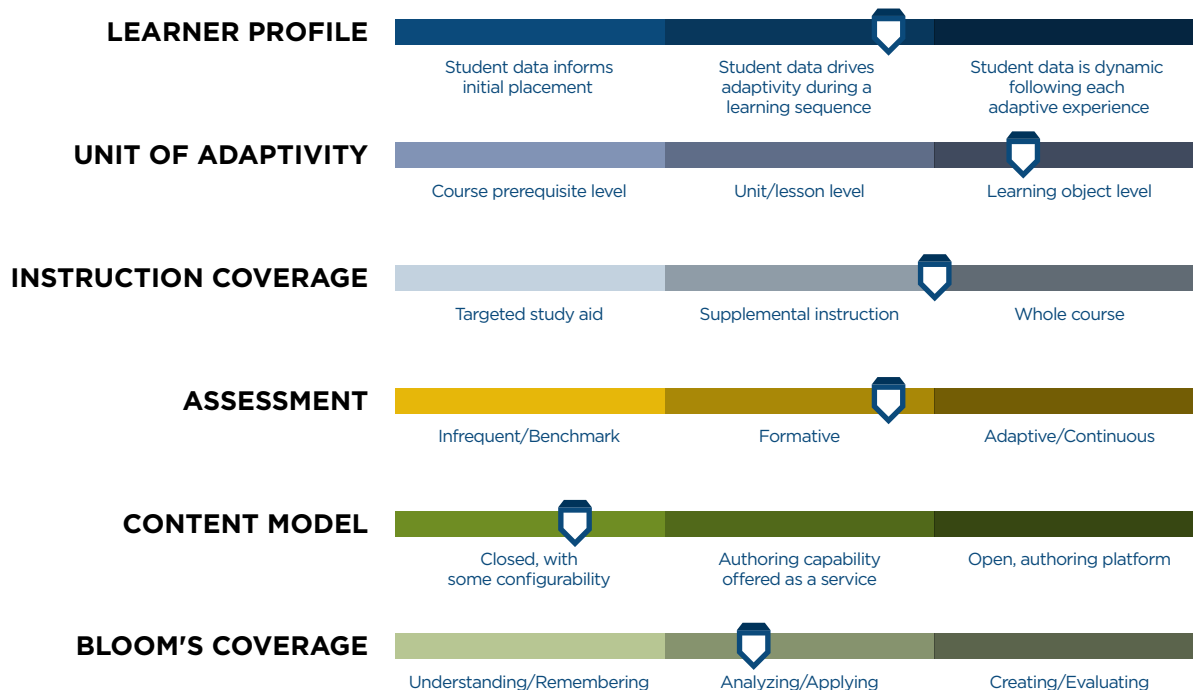 LEARNER PROFILE
Student data informs
initial placement
Student data drives
adaptivity during a
learning sequence
Student data is dynamic
following each
adaptive experience
UNIT OF ADAPTIVITY
Course prerequisite level
Unit/lesson level
Learning object level
INSTRUCTION COVERAGE
Targeted study aid
Supplemental instruction
Whole course
ASSESSMENT
Infrequent/Benchmark
Formative
Adaptive/Continuous
CONTENT MODEL
Closed, with
some configurability
Authoring capability
offered as a service
Open, authoring platform
BLOOM'S COVERAGE
Understanding/Remembering
Analyzing/Applying
Creating/Evaluating